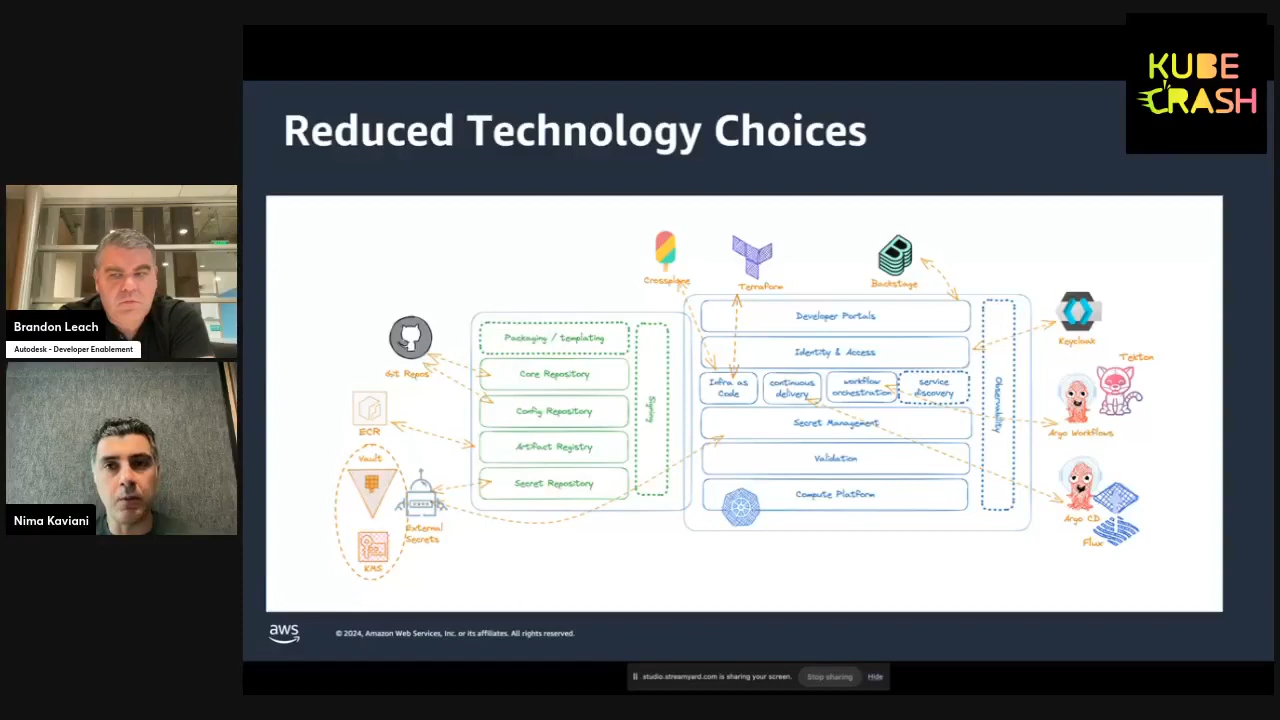 KUBE
CRASH
Reduced Technology Choices
Brandon Leach
Autodesk - Developer Enablement
Nima Kaviani
Crossplane
Terraform
Backstage
Git Repos
ECR
Vault
External
Secrets
KMS
Packaging / templating
Core Repository
Config Repository
Artifact Registry
Secret Repository
Signing
Developer Portals
Identity & Access
Infra as
Code
continuous
delivery
workflow
orchestration
service
discovery
Secret Management
Validation
Compute Platform
Observability
Keycloak
Tekton
Argo Workflows
Argo CD
Flux
aws
© 2024, Amazon Web Services, Inc. or its affiliates. All rights reserved.
studio.streamyard.com is sharing your screen.
Stop sharing
Hide